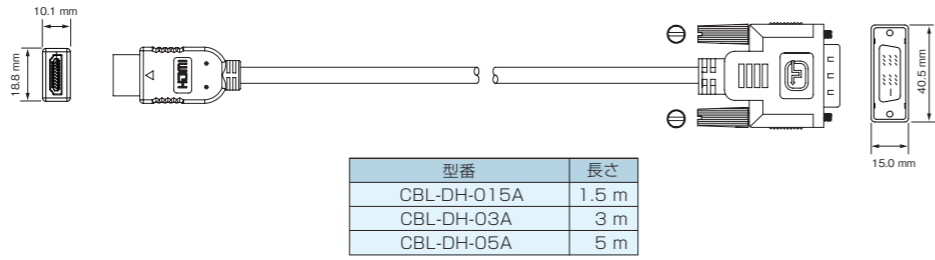 10.1 mm
18.8 mm
40.5 mm
15.0 mm
型番 長さ
CBL-DH-015A 1.5 m
CBL-DH-03A 3 m
CBL-DH-05A 5 m